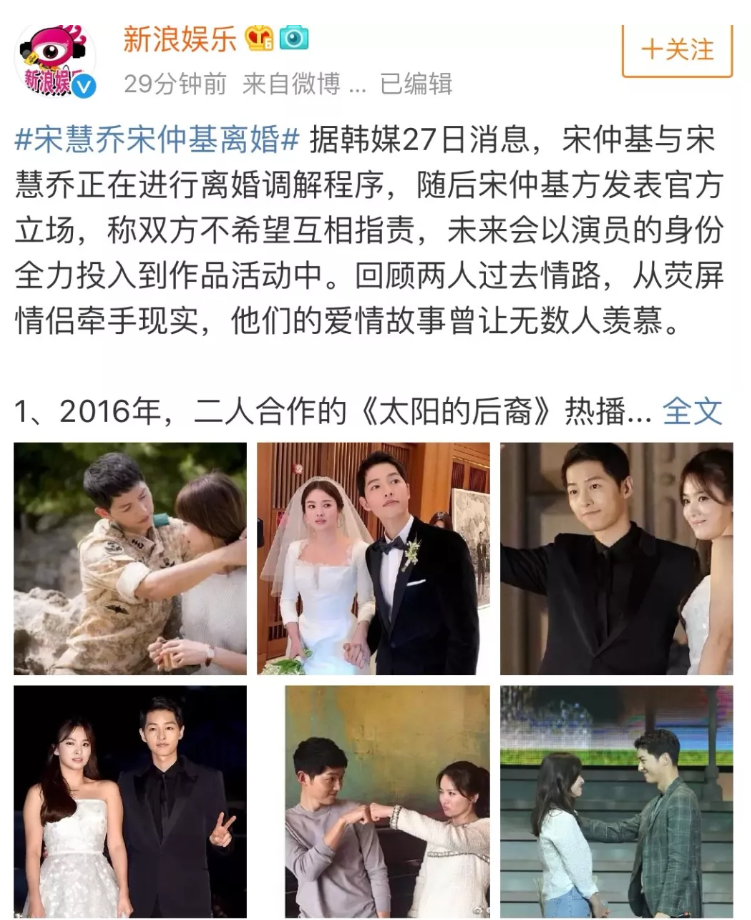 新浪娱乐
新浪娱乐 6
V
29分钟前 来自微博 ... 已编辑
+关注
#宋慧乔宋仲基离婚# 据韩媒27日消息，宋仲基与宋
慧乔正在进行离婚调解程序，随后宋仲基方发表官方
立场，称双方不希望互相指责，未来会以演员的身份
全力投入到作品活动中。回顾两人过去情路，从荧屏
情侣牵手现实，他们的爱情故事曾让无数人羡慕。
1、2016年，二人合作的《太阳的后裔》热播... 全文